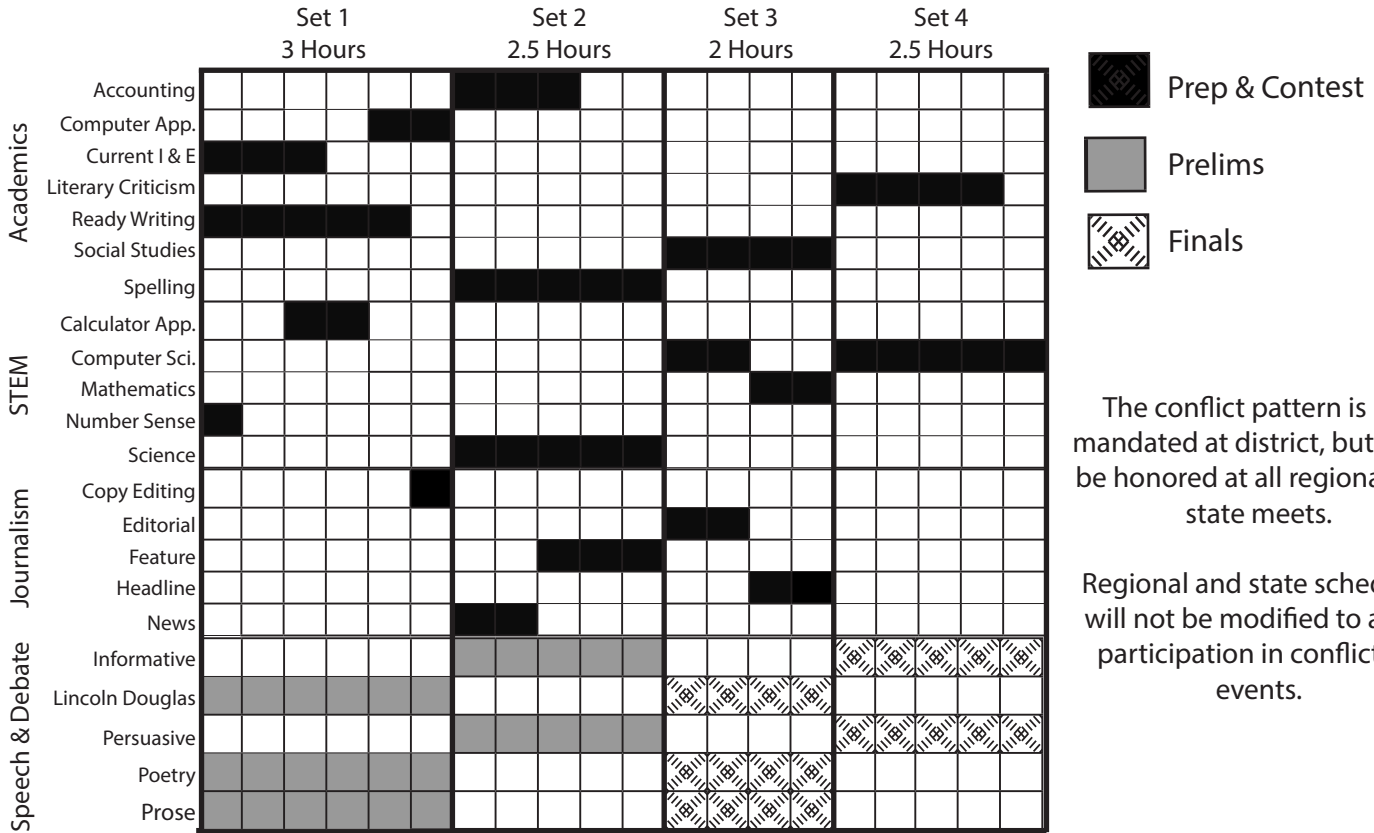 Set 1
3 Hours
Set 2
2.5 Hours
Set 3
2 Hours
Set 4
2.5 Hours
Academics
Accounting
Computer App.
Current I & E
Literary Criticism
Ready Writing
Social Studies
Spelling
STEM
Calculator App.
Computer Sci.
Mathematics
Number Sense
Science
Journalism
Copy Editing
Editorial
Feature
Headline
News
Speech & Debate
Informative
Lincoln Douglas
Persuasive
Poetry
Prose
Prep & Contest
Prelims
Finals
The conflict pattern is
mandated at district, but
be honored at all
state meets.
Regional and state
will not be modified to
participation in
events.